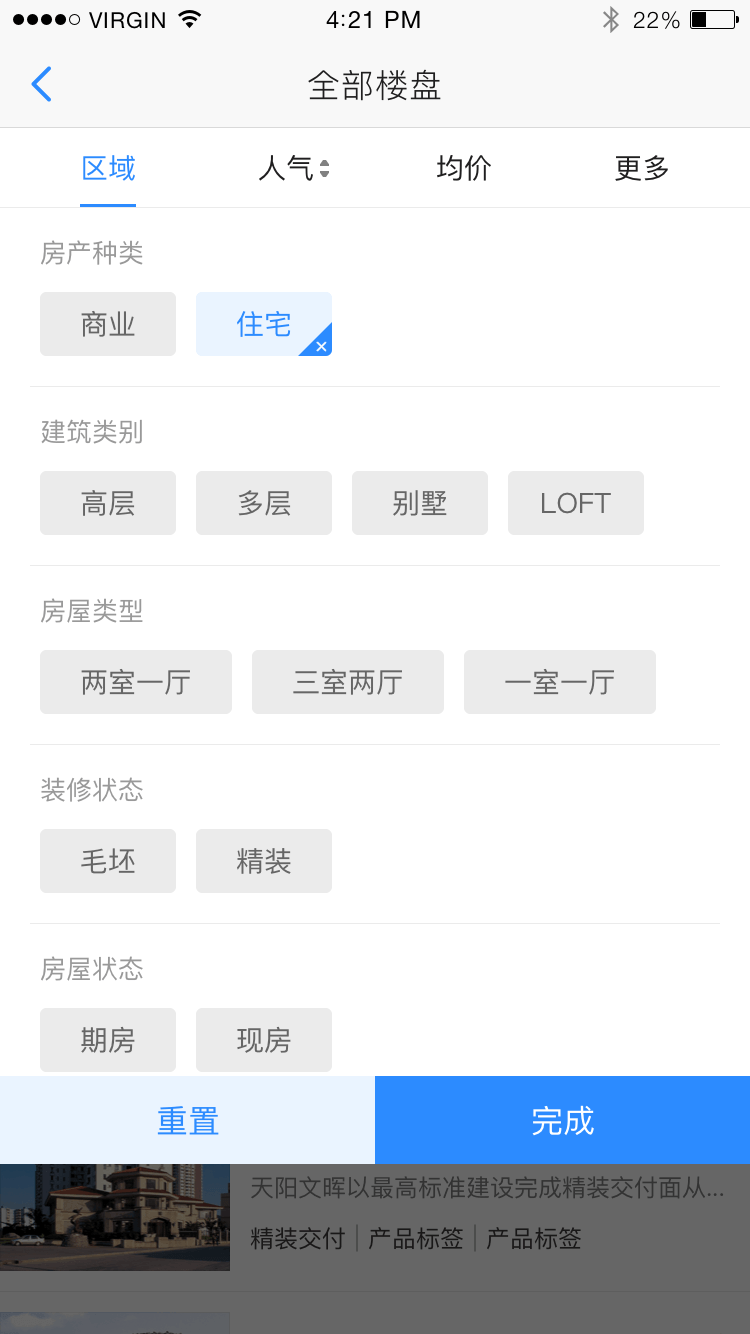 VIRGIN 4:21 PM 22%
全部楼盘
区域 人气 均价 更多
房产种类
商业 住宅
建筑类别
高层 多层 别墅 LOFT
房屋类型
两室一厅 三室两厅 一室一厅
装修状态
毛坯 精装
房屋状态
期房 现房
重置 完成
天阳文晖以最高标准建设完成精装交付面从...
精装交付 产品标签 产品标签